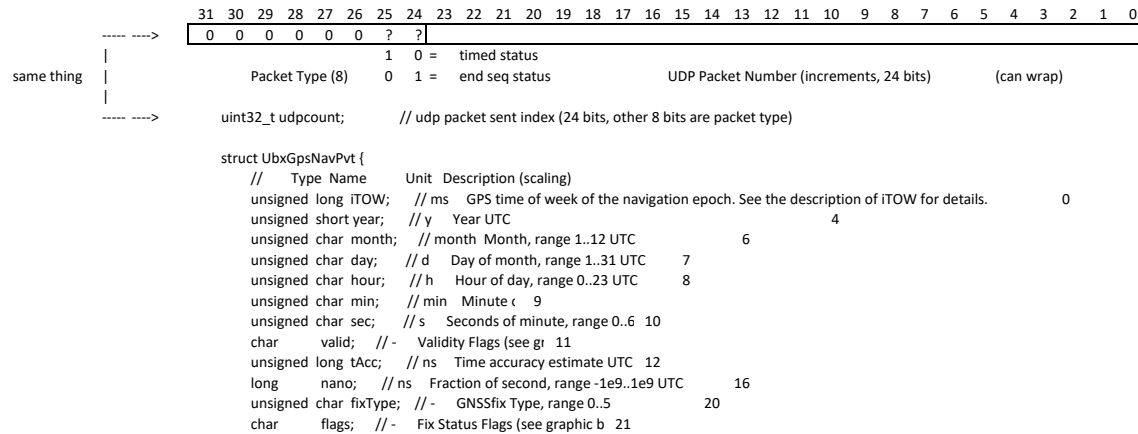 31 30 29 28 27 26 25 24 23 22 21 20 19 18 17 16 15 14 13 12 11 10 9 8 7 6 5 4 3 2 1 0
----- ----> 0 0 0 0 0 0 ? ?
| 1 0 = timed status
same thing | Packet Type (8) 0 1 = end seq status UDP Packet Number (increments, 24 bits) (can wrap)
|
----- ----> uint32_t udpcount; // udp packet sent index (24 bits, other 8 bits are packet type)
struct UbxGpsNavPvt {
// Type Name Unit Description (scaling)
unsigned long iTOW; // ms GPS time of week of the navigation epoch. See the description of iTOW for details. 0
unsigned short year; // y Year UTC 4
unsigned char month; // month Month, range 1..12 UTC 6
unsigned char day; // d Day of month, range 1..31 UTC 7
unsigned char hour; // h Hour of day, range 0..23 UTC 8
unsigned char min; // min Minute 9
unsigned char sec; // s Seconds of minute, range 0..6 10
char valid; // - Validity Flags (see gr 11
unsigned long tAcc; // ns Time accuracy estimate UTC 12
long nano; // ns Fraction of second, range -1e9..1e9 UTC 16
unsigned char fixType; // - GNSSfix Type, range 0..5 20
char flags; // - Fix Status Flags (see graphic b 21